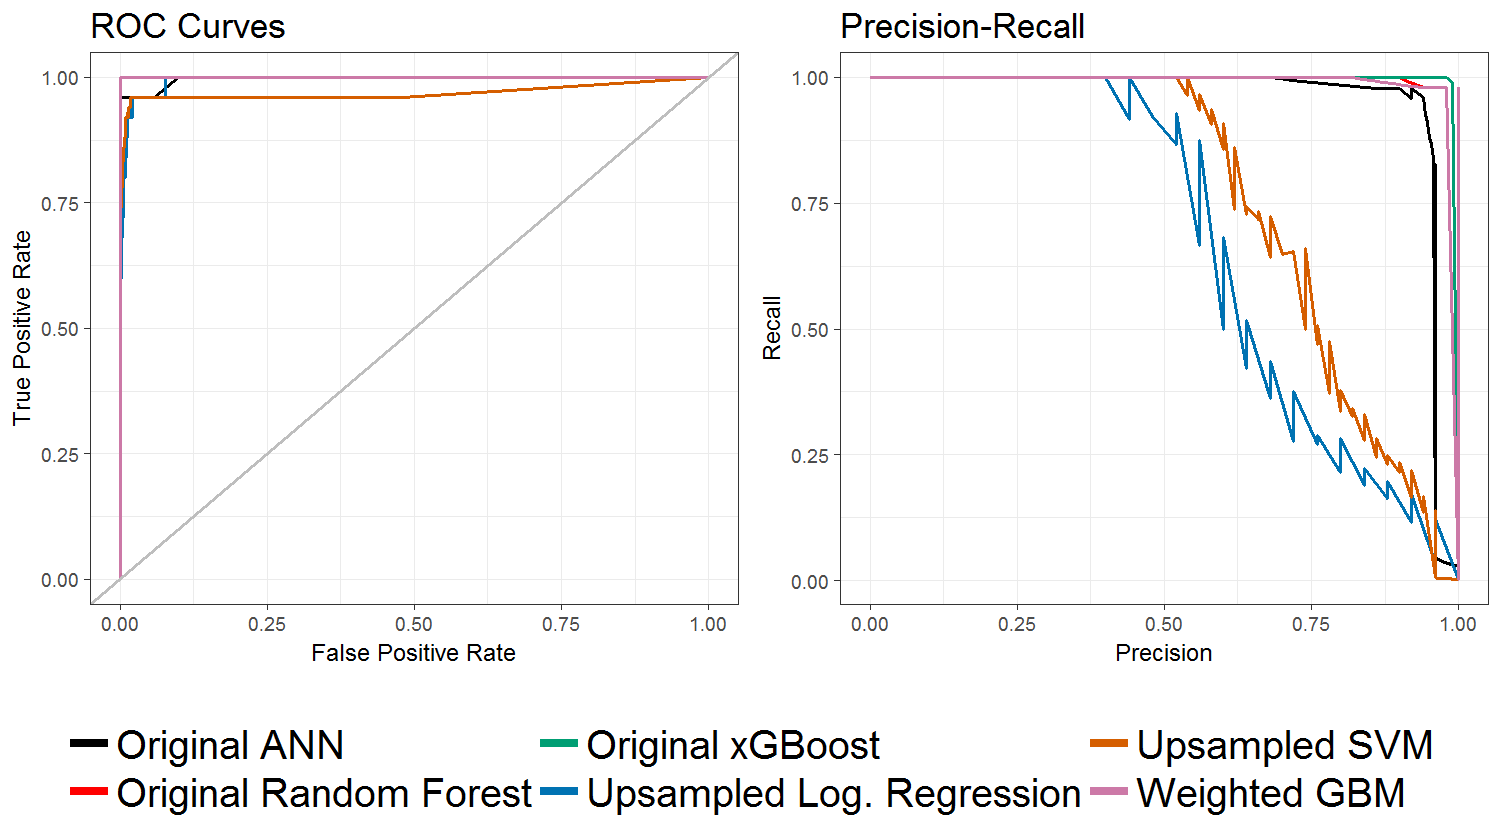 ROC Curves
Precision-Recall
1.00
0.75
0.50
0.25
0.00
True Positive Rate
0.00 0.25 0.50 0.75 1.00
False Positive Rate
1.00
0.75
0.50
0.25
0.00
Recall
0.00 0.25 0.50 0.75 1.00
Precision
Original ANN Original xGBoost Upsampled SVM
Original Random Forest Upsampled Log. Regression Weighted GBM